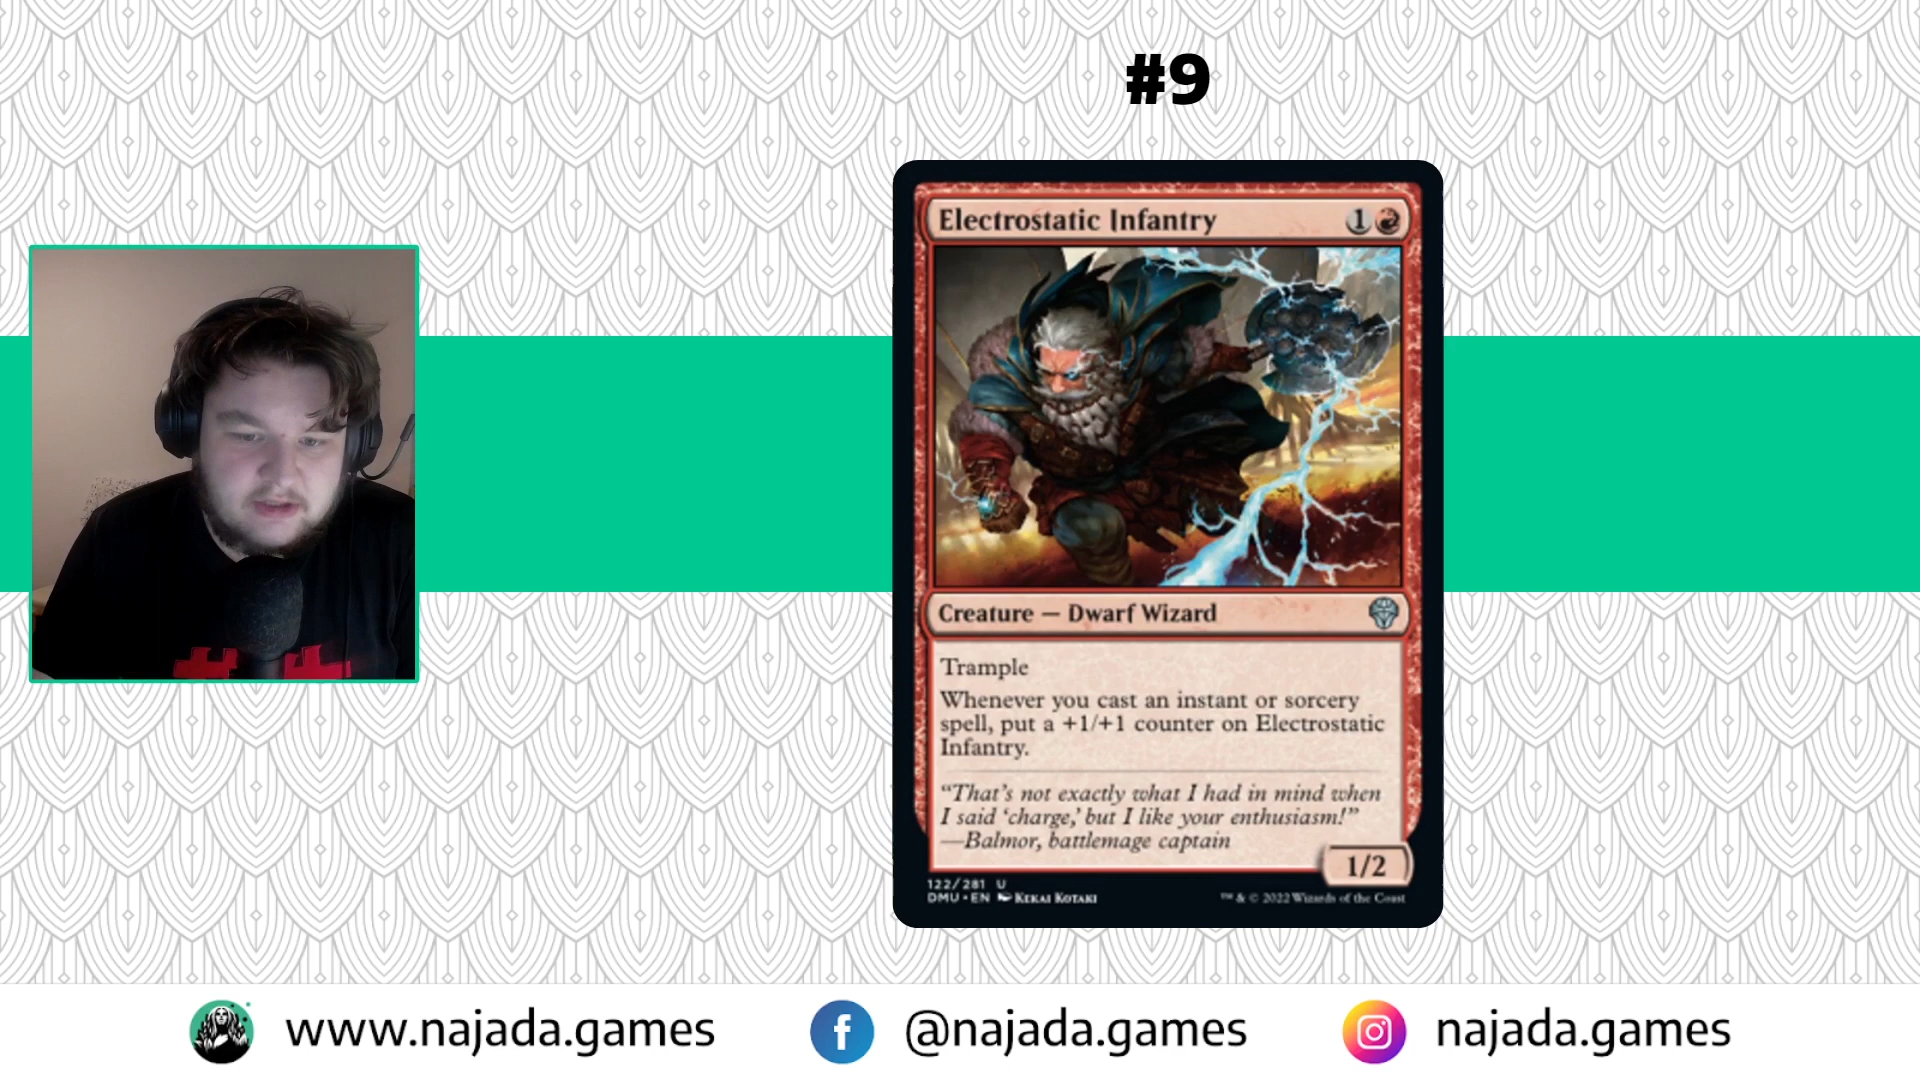 #9
Electrostatic Infantry 1
Creature — Dwarf Wizard
Trample
Whenever you cast an instant or sorcery
spell, put a +1/+1 counter on Electrostatic
Infantry.
“That’s not exactly what I had in mind when
I said ‘charge,’ but I like your enthusiasm!”
—Balmor, battlemage captain
1/2
122/281 U
DMU • EN Kekai Kotaki
™ & © 2022 Wizards of the Coast
www.najada.games
@najada.games
najada.games